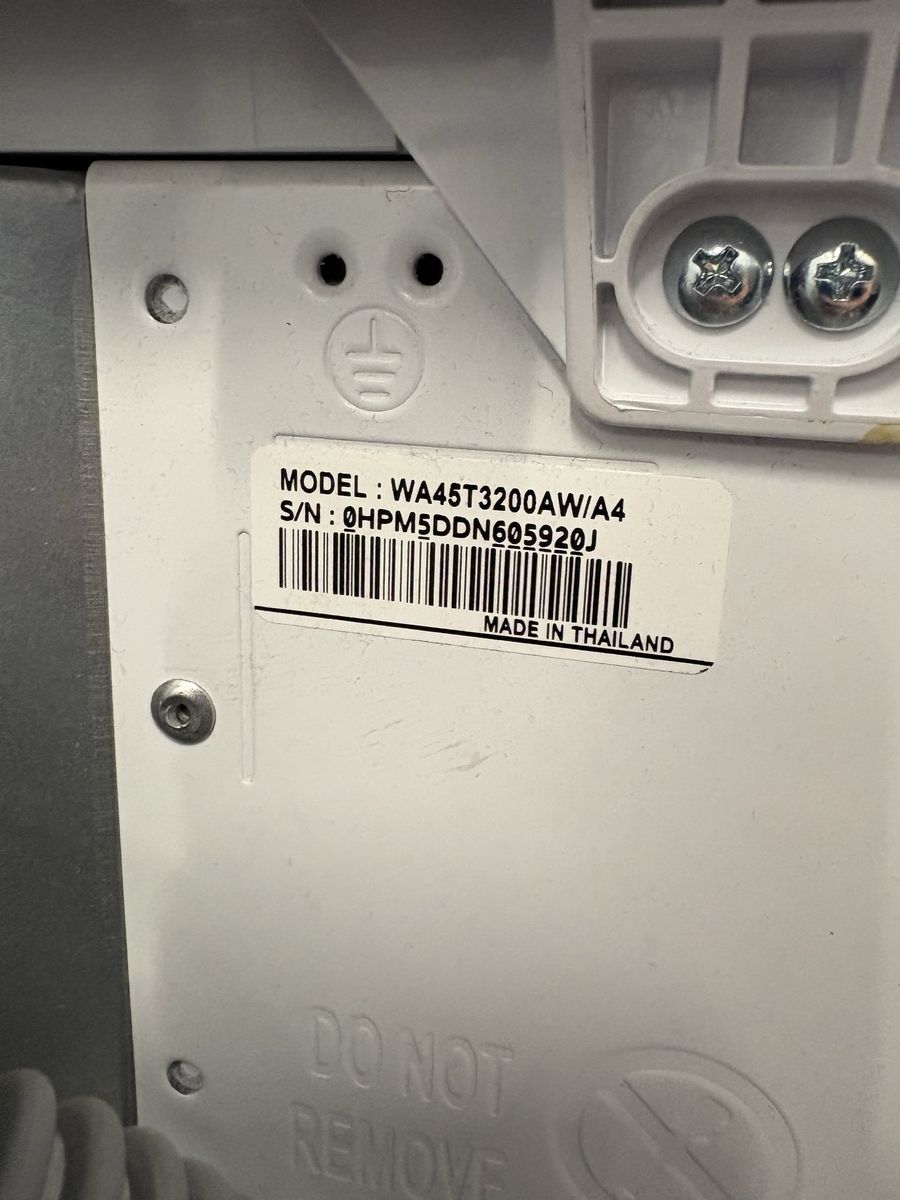 MODEL : WA45T3200AW/A4
S/N : 0HPM5DDN605920J
MADE IN THAILAND
DO NOT
REMOVE